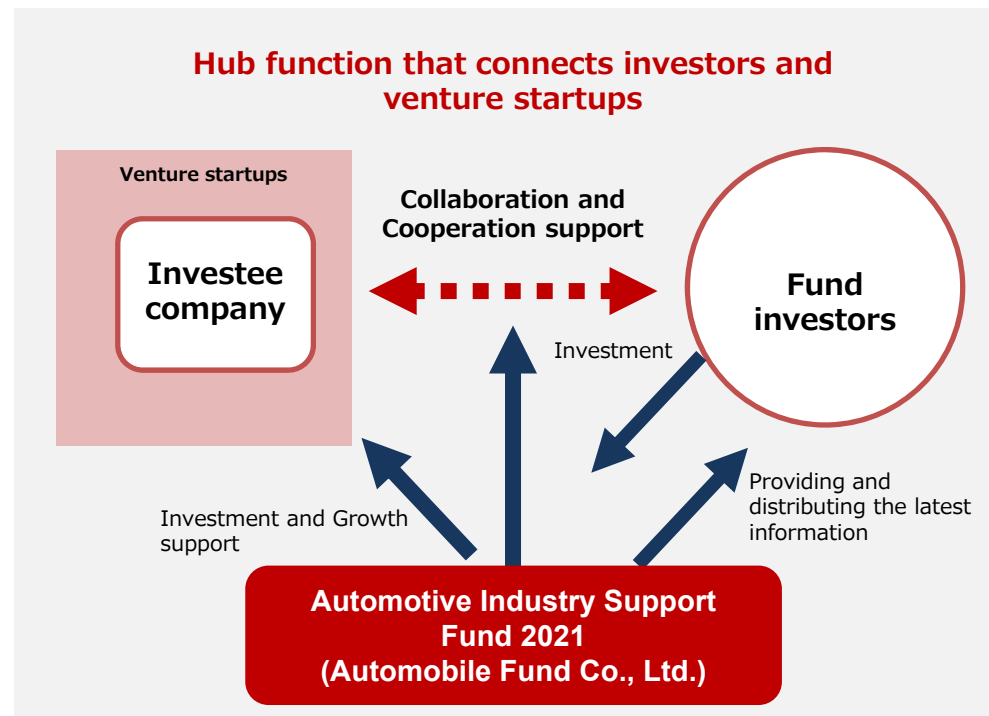 Hub function that connects investors and
venture startups
Venture startups
Investee
company
Collaboration and
Cooperation support
Fund
investors
Investment
Investment and Growth
support
Providing and
distributing the latest
information
Automotive Industry Support
Fund 2021
(Automobile Fund Co., Ltd.)